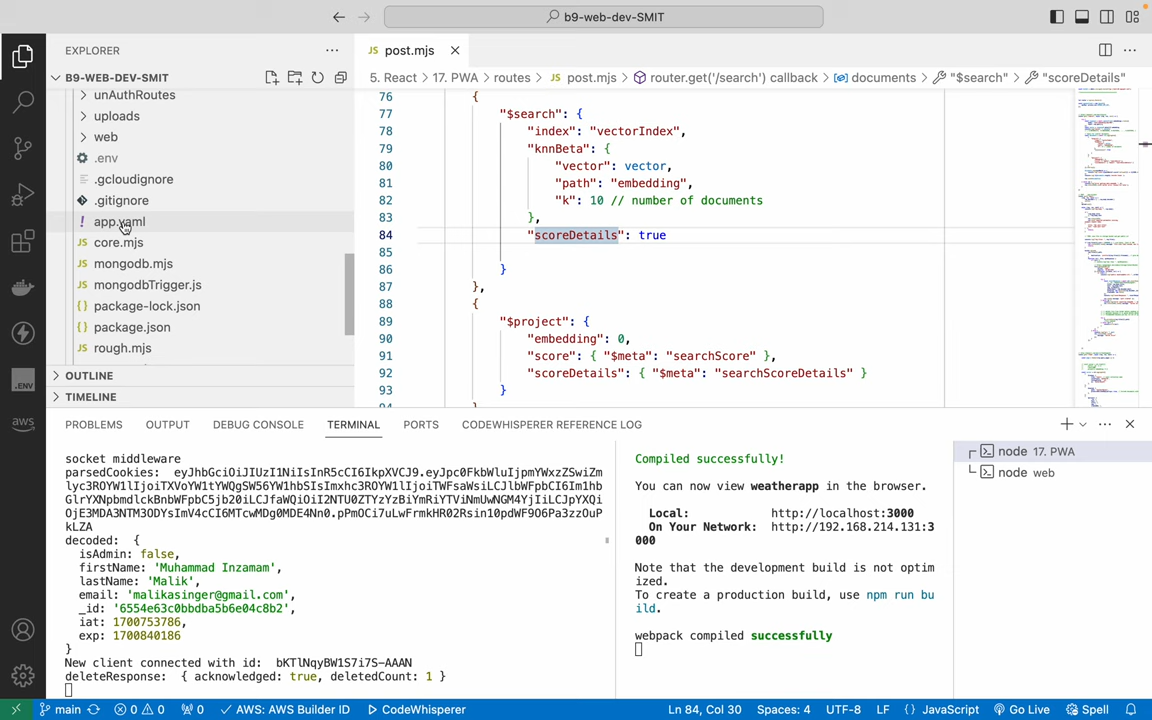 b9-web-dev-SMIT
EXPLORER
B9-WEB-DEV-SMIT
unAuthRoutes
uploads
web
.env
.gcloudignore
.gitignore
app.yaml
core.mjs
mongodb.mjs
mongodbTrigger.js
package-lock.json
package.json
rough.mjs
OUTLINE
TIMELINE
JS post.mjs
5. React > 17. PWA > routes > JS post.mjs > router.get('/search') callback > documents > "$search" > "scoreDetails"
76 {
77 "$search": {
78 "index": "vectorIndex",
79 "knnBeta": {
80 "vector": vector,
81 "path": "embedding",
82 "k": 10 // number of documents
83 },
84 "scoreDetails": true
85
86 }
87 },
88 {
89 "$project": {
90 "embedding": 0,
91 "score": { "$meta": "searchScore" },
92 "scoreDetails": { "$meta": "searchScoreDetails" }
93 }
94 }
PROBLEMS OUTPUT DEBUG CONSOLE TERMINAL PORTS CODEWHISPERER REFERENCE LOG
socket middleware
decoded: {
isAdmin: false,
firstName: 'Muhammad Inzamam',
lastName: 'Malik',
email: 'malikasinger@gmail.com',
_id: '6554e63c0bbdba5b6e04c8b2',
iat: 1700753786,
exp: 1700840186
}
New client connected with id: bKTlNqyBW1S7i7S-AAAN
deleteResponse: { acknowledged: true, deletedCount: 1 }
Compiled successfully!
You can now view weatherapp in the browser.
Local: http://localhost:3000
On Your Network: http://192.168.214.131:3
000
Note that the development build is not optim
ized.
To create a production build, use npm run bu
ild.
webpack compiled successfully
node 17. PWA
node web
main 0 0 0 AWS: AWS Builder ID CodeWhisperer Ln 84, Col 30 Spaces: 4 UTF-8 LF {} JavaScript Go Live Spell